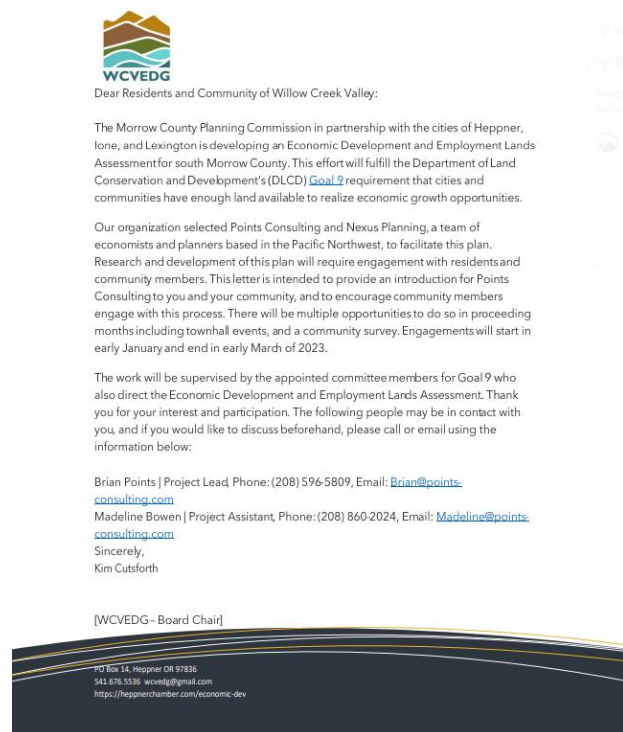 WCVEDG
Dear Residents and Community of Willow Creek Valley:
The Morrow County Planning Commission in partnership with the cities of Heppner,
Ione, and Lexington is developing an Economic Development and Employment Lands
Assessment for south Morrow County. This effort will fulfill the Department of Land
Conservation and Development's (DLCD) Goal 9 requirement that cities and
communities have enough land available to realize economic growth opportunities.
Our organization selected Points Consulting and Nexus Planning, a team of
economists and planners based in the Pacific Northwest, to facilitate this plan.
Research and development of this plan will require engagement with residents and
community members. This letter is intended to provide an introduction for Points
Consulting to you and your community, and to encourage community members
engage with this process. There will be multiple opportunities to do so in proceeding
months including townhall events, and a community survey. Engagements will start in
early January and end in early March of 2023.
The work will be supervised by the appointed committee members for Goal 9 who
also direct the Economic Development and Employment Lands Assessment. Thank
you for your interest and participation. The following people may be in contact with
you, and if you would like to discuss beforehand, please call or email using the
information below:
Brian Points | Project Lead, Phone: (208) 596-5809, Email: Brian@points-
consulting.com
Madeline Bowen | Project Assistant, Phone: (208) 860-2024, Email: Madeline@points-
consulting.com
Sincerely,
Kim Cutsforth
[WCVEDG – Board Chair]
PO Box 14, Heppner OR 97836
541.676.5536 wcvedg@gmail.com
https://heppnerchamber.com/economic-dev